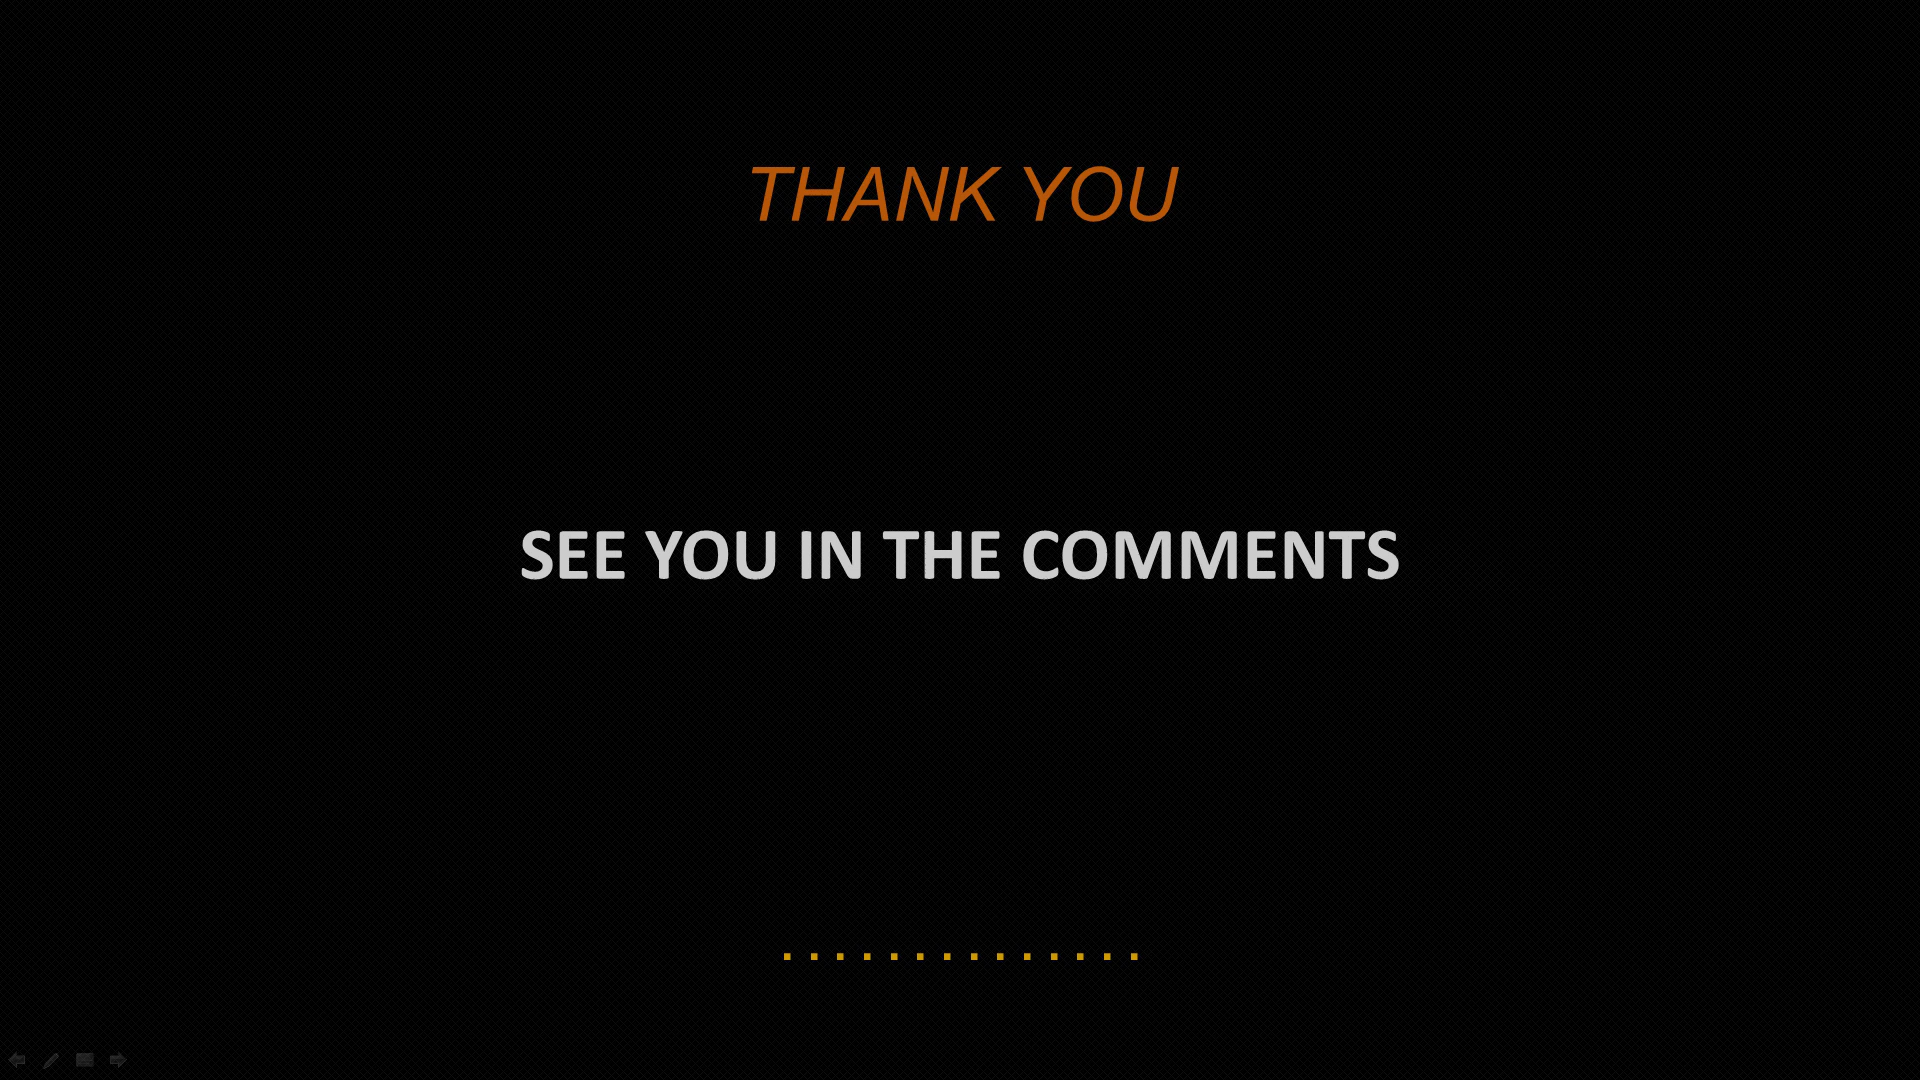 THANK YOU
SEE YOU IN THE COMMENTS
. . . . . . . . . . . . . .